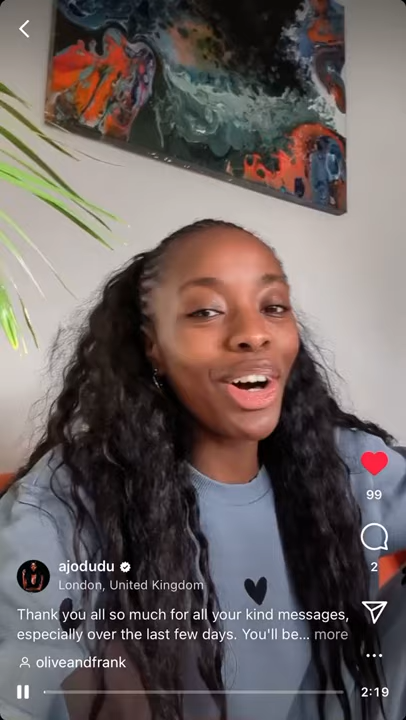 ajodudu
London, United Kingdom
Thank you all so much for all your kind messages,
especially over the last few days. You'll be... more
oliveandfrank
99
2
2:19